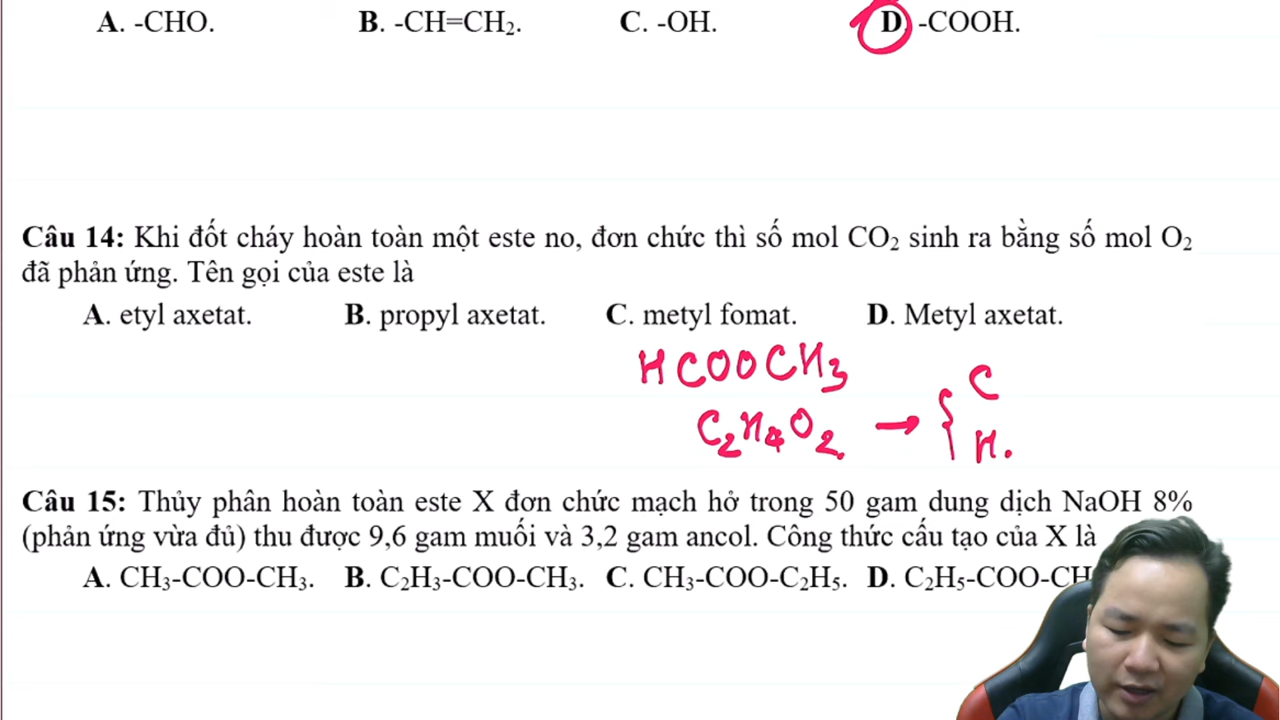 A. -CHO. B. -CH=CH₂. C. -OH. D. -COOH.
Câu 14: Khi đốt cháy hoàn toàn một este no, đơn chức thì số mol CO₂ sinh ra bằng số mol O₂
đã phản ứng. Tên gọi của este là
A. etyl axetat. B. propyl axetat. C. metyl fomat. D. Metyl axetat.
HCOOCH₃
C₂H₄O₂. → { C
H.
Câu 15: Thủy phân hoàn toàn este X đơn chức mạch hở trong 50 gam dung dịch NaOH 8%
(phản ứng vừa đủ) thu được 9,6 gam muối và 3,2 gam ancol. Công thức cấu tạo của X là
A. CH₃-COO-CH₃. B. C₂H₃-COO-CH₃. C. CH₃-COO-C₂H₅. D. C₂H₅-COO-CH